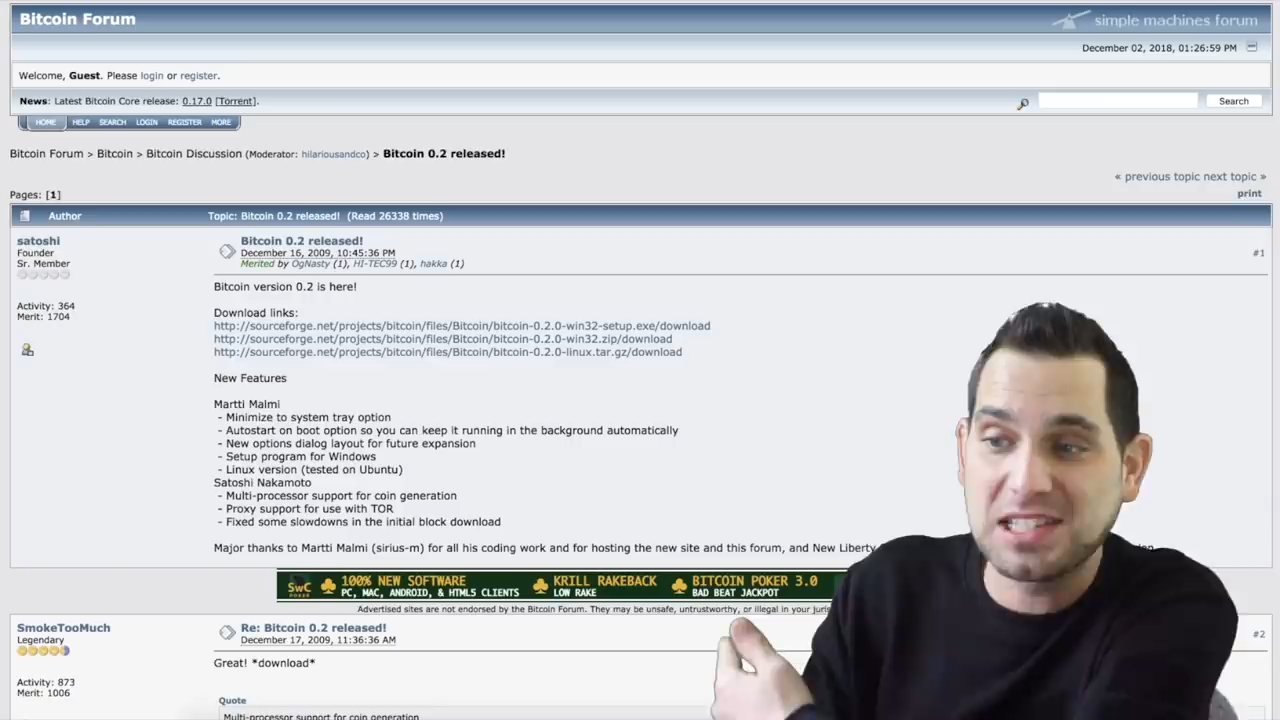 Bitcoin Forum
simple machines forum
December 02, 2018, 01:26:59 PM
Welcome, Guest. Please login or register.
News: Latest Bitcoin Core release: 0.17.0 [Torrent].
Search
HOME HELP SEARCH LOGIN REGISTER MORE
Bitcoin Forum > Bitcoin > Bitcoin Discussion (Moderator: hilariousandco) > Bitcoin 0.2 released!
« previous topic next topic »
Pages: [1]
print
Author Topic: Bitcoin 0.2 released! (Read 26338 times)
satoshi
Founder
Sr. Member
Activity: 364
Merit: 1704
Bitcoin 0.2 released!
December 16, 2009, 10:45:36 PM
Merited by OgNasty (1), HI-TEC99 (1), hakka (1)
#1
Bitcoin version 0.2 is here!
Download links:
http://sourceforge.net/projects/bitcoin/files/Bitcoin/bitcoin-0.2.0-win32-setup.exe/download
http://sourceforge.net/projects/bitcoin/files/Bitcoin/bitcoin-0.2.0-win32.zip/download
http://sourceforge.net/projects/bitcoin/files/Bitcoin/bitcoin-0.2.0-linux.tar.gz/download
New Features
Martti Malmi
- Minimize to system tray option
- Autostart on boot option so you can keep it running in the background automatically
- New options dialog layout for future expansion
- Setup program for Windows
- Linux version (tested on Ubuntu)
Satoshi Nakamoto
- Multi-processor support for coin generation
- Proxy support for use with TOR
- Fixed some slowdowns in the initial block download
Major thanks to Martti Malmi (sirius-m) for all his coding work and for hosting the new site and this forum, and New Liberty
SwC POKER
100% NEW SOFTWARE KRILL RAKEBACK BITCOIN POKER 3.0
PC, MAC, ANDROID, & HTML5 CLIENTS LOW RAKE BAD BEAT JACKPOT
Advertised sites are not endorsed by the Bitcoin Forum. They may be unsafe, untrustworthy, or illegal in your
SmokeTooMuch
Legendary
Activity: 873
Merit: 1006
Re: Bitcoin 0.2 released!
December 17, 2009, 11:36:36 AM
#2
Great! *download*
Quote
Multi-processor support for coin generation